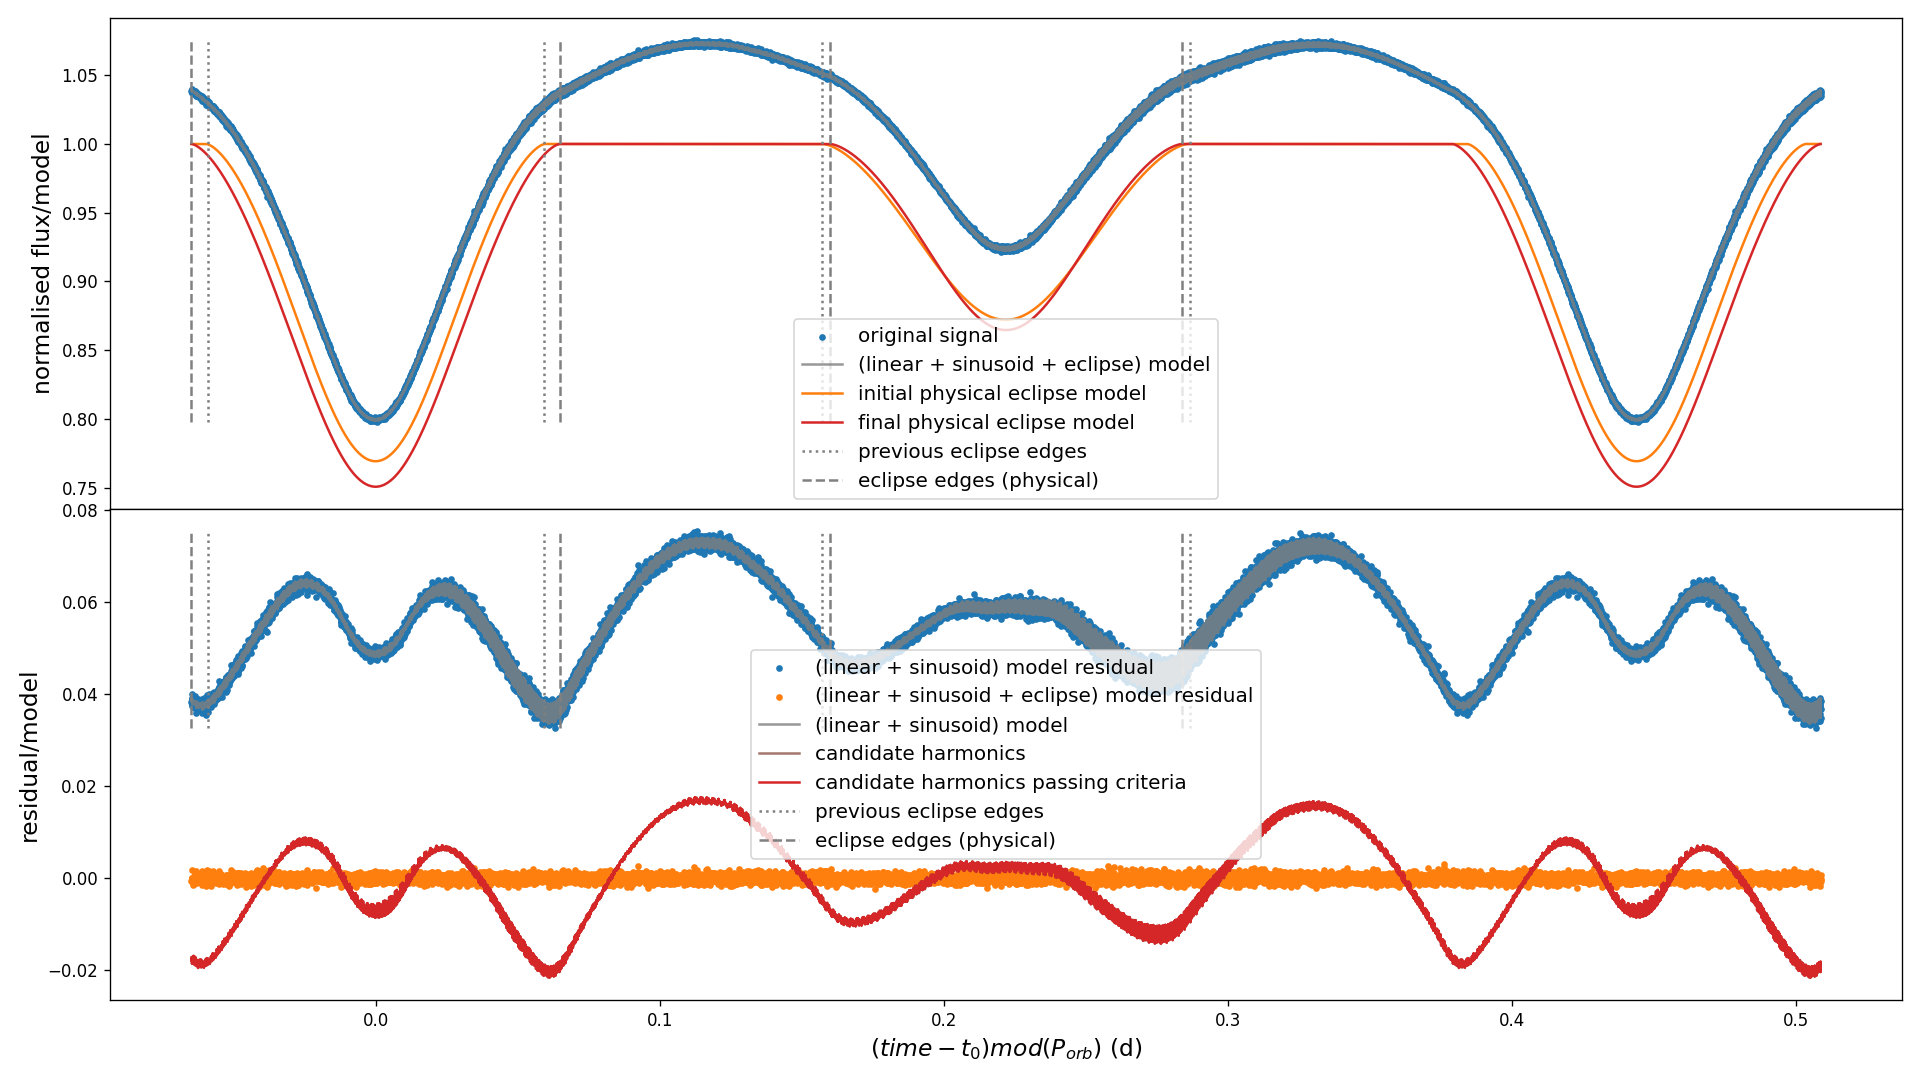 normalised flux/model
1.05
1.00
0.95
0.90
0.85
0.80
0.75
original signal
(linear + sinusoid + eclipse) model
initial physical eclipse model
final physical eclipse model
previous eclipse edges
eclipse edges (physical)
residual/model
0.08
0.06
0.04
0.02
0.00
−0.02
(linear + sinusoid) model residual
(linear + sinusoid + eclipse) model residual
(linear + sinusoid) model
candidate harmonics
candidate harmonics passing criteria
previous eclipse edges
eclipse edges (physical)
0.0 0.1 0.2 0.3 0.4 0.5
(time − t₀)mod(P_orb) (d)